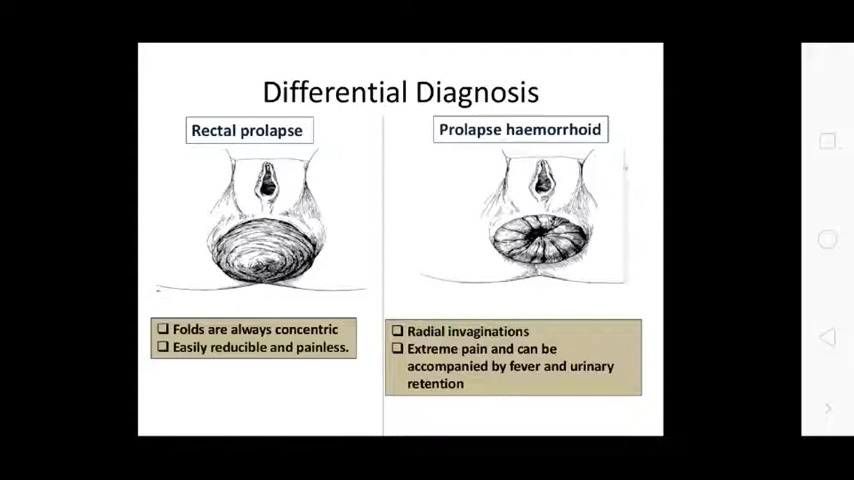 Differential Diagnosis
Rectal prolapse
Prolapse haemorrhoid
❑ Folds are always concentric
❑ Easily reducible and painless.
❑ Radial invaginations
❑ Extreme pain and can be
accompanied by fever and urinary
retention